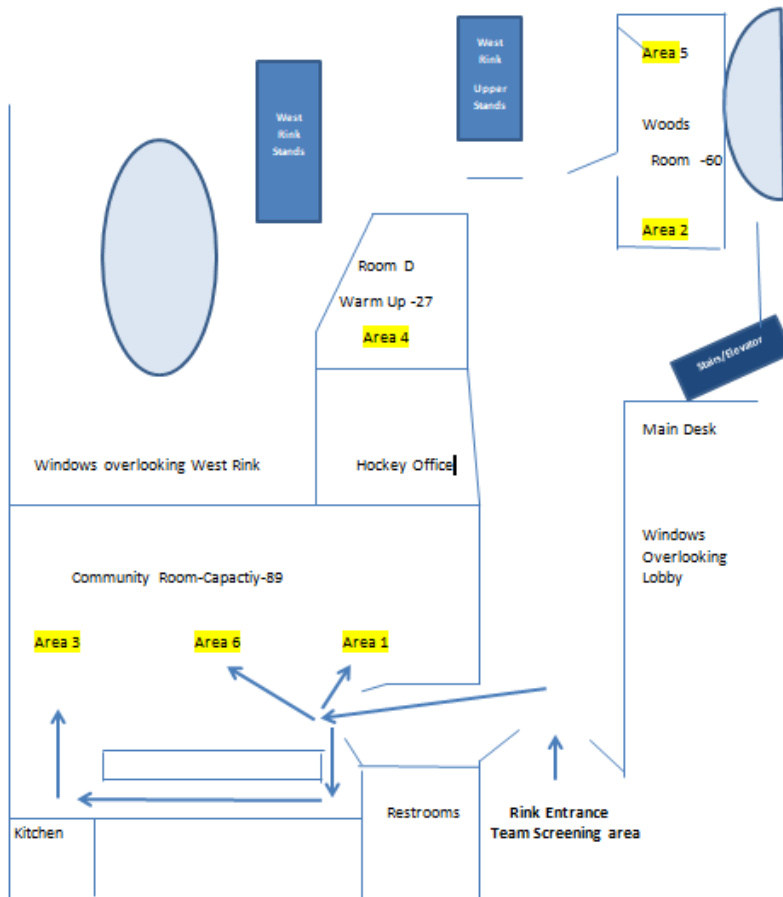 West
Rink
Upper
Stands
West
Rink
Stands
Area 5
Woods
Room -60
Area 2
Room D
Warm Up -27
Area 4
Stairs/Elevator
Main Desk
Windows overlooking West Rink
Hockey Office
Windows
Overlooking
Lobby
Community Room-Capactiy-89
Area 3
Area 6
Area 1
Kitchen
Restrooms
Rink Entrance
Team Screening area